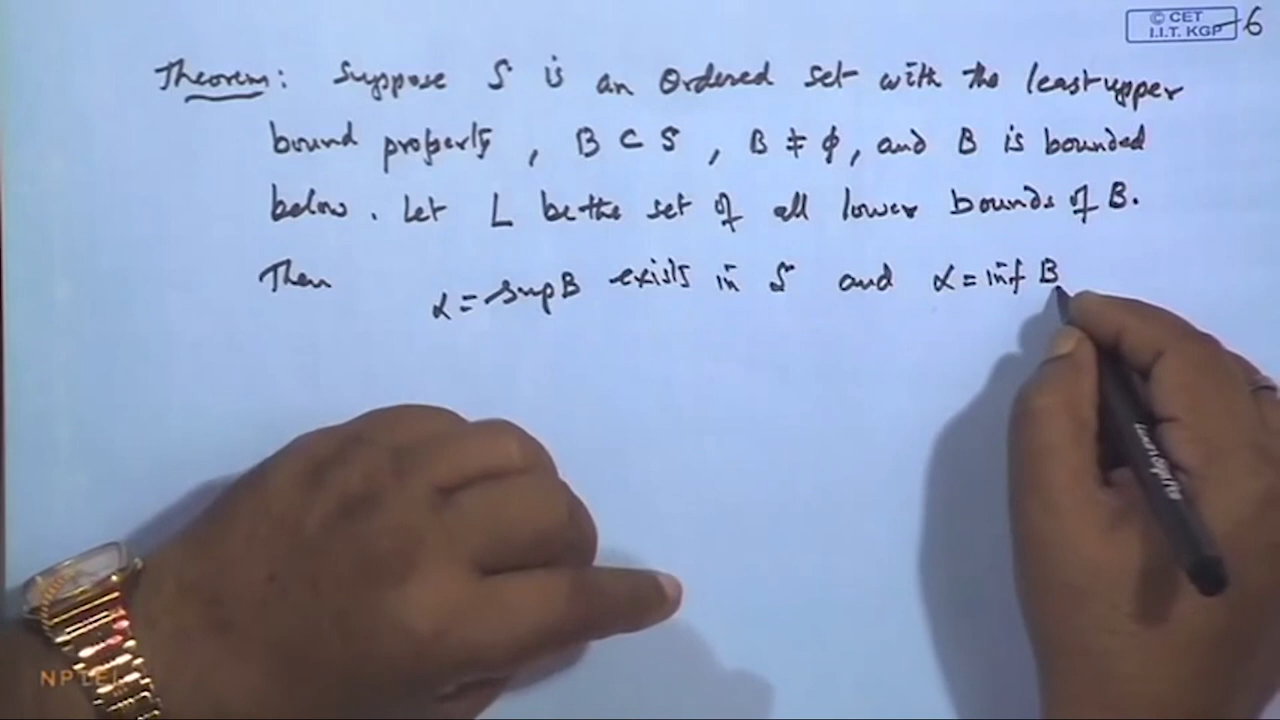 © CET
I.I.T. KGP
6
Theorem: Suppose S is an Ordered set with the least upper
bound property, B ⊂ S, B ≠ φ, and B is bounded
below. Let L be the set of all lower bounds of B.
Then α = Sup B exists in S and α = inf B
NPTEL